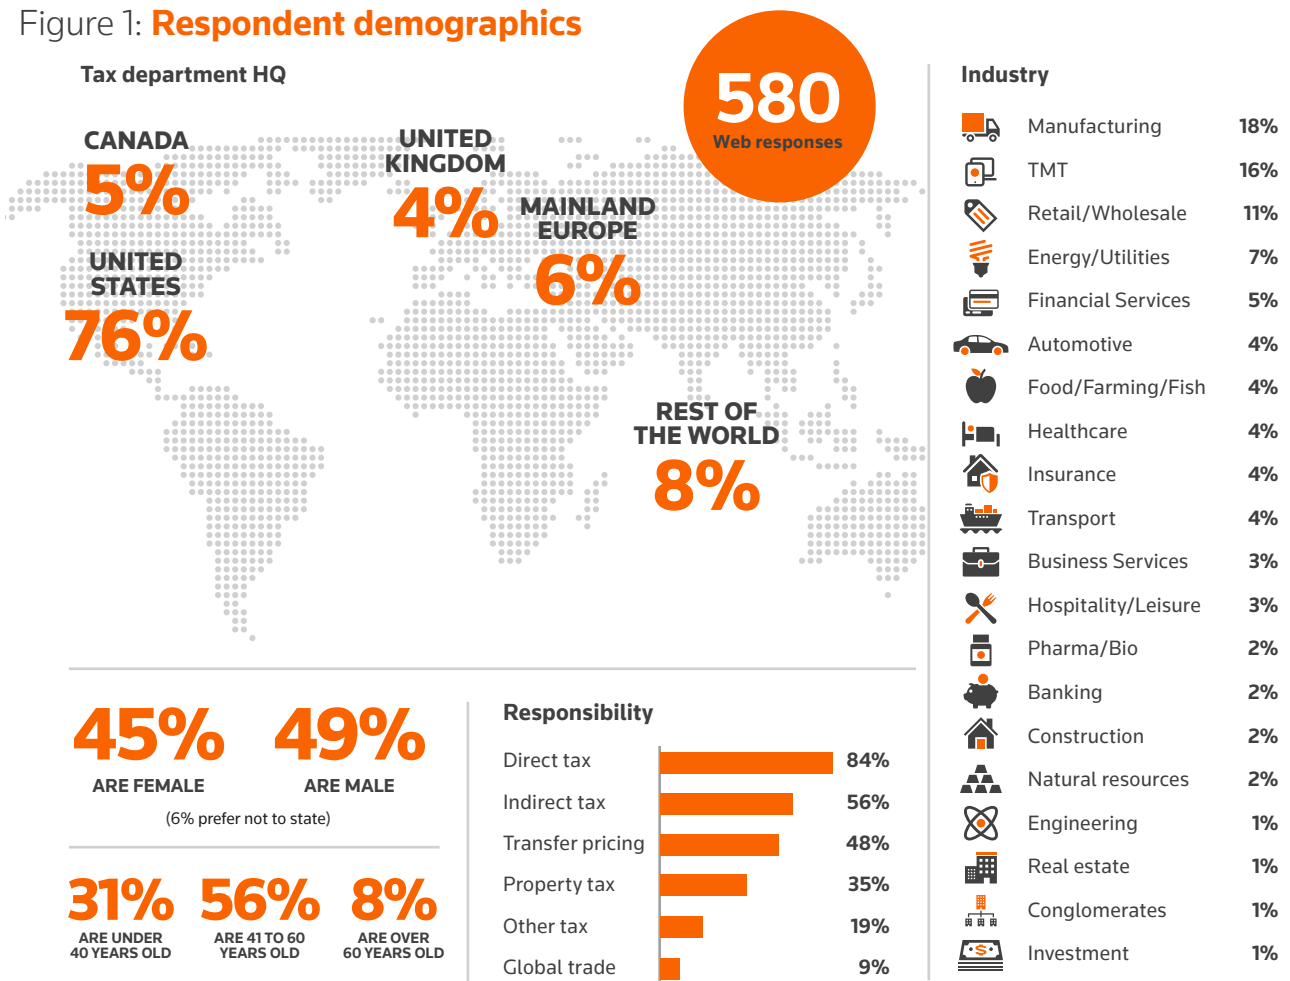 Figure 1: Respondent demographics
Tax department HQ
580
Web responses
CANADA
5%
UNITED
STATES
76%
UNITED
KINGDOM
4%
MAINLAND
EUROPE
6%
REST OF
THE WORLD
8%
45%
ARE FEMALE
49%
ARE MALE
(6% prefer not to state)
31%
ARE UNDER
40 YEARS OLD
56%
ARE 41 TO 60
YEARS OLD
8%
ARE OVER
60 YEARS OLD
Responsibility
Direct tax 84%
Indirect tax 56%
Transfer pricing 48%
Property tax 35%
Other tax 19%
Global trade 9%
Industry
Manufacturing 18%
TMT 16%
Retail/Wholesale 11%
Energy/Utilities 7%
Financial Services 5%
Automotive 4%
Food/Farming/Fish 4%
Healthcare 4%
Insurance 4%
Transport 4%
Business Services 3%
Hospitality/Leisure 3%
Pharma/Bio 2%
Banking 2%
Construction 2%
Natural resources 2%
Engineering 1%
Real estate 1%
Conglomerates 1%
Investment 1%